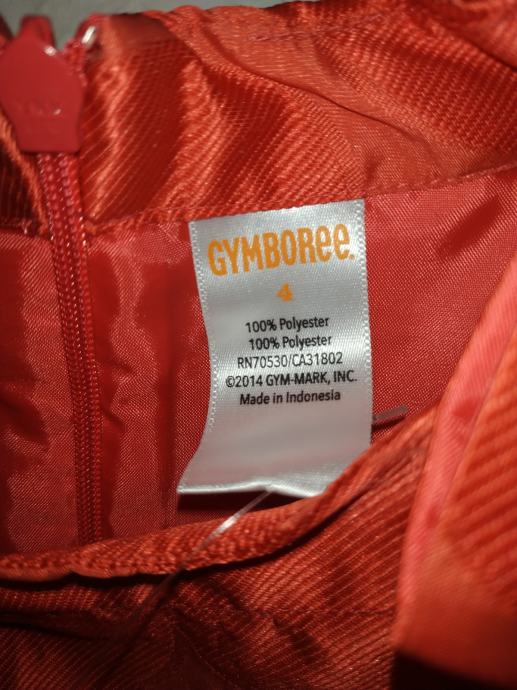 GYMBOREE.
4
100% Polyester
100% Polyester
RN70530/CA31802
©2014 GYM-MARK, INC.
Made in Indonesia